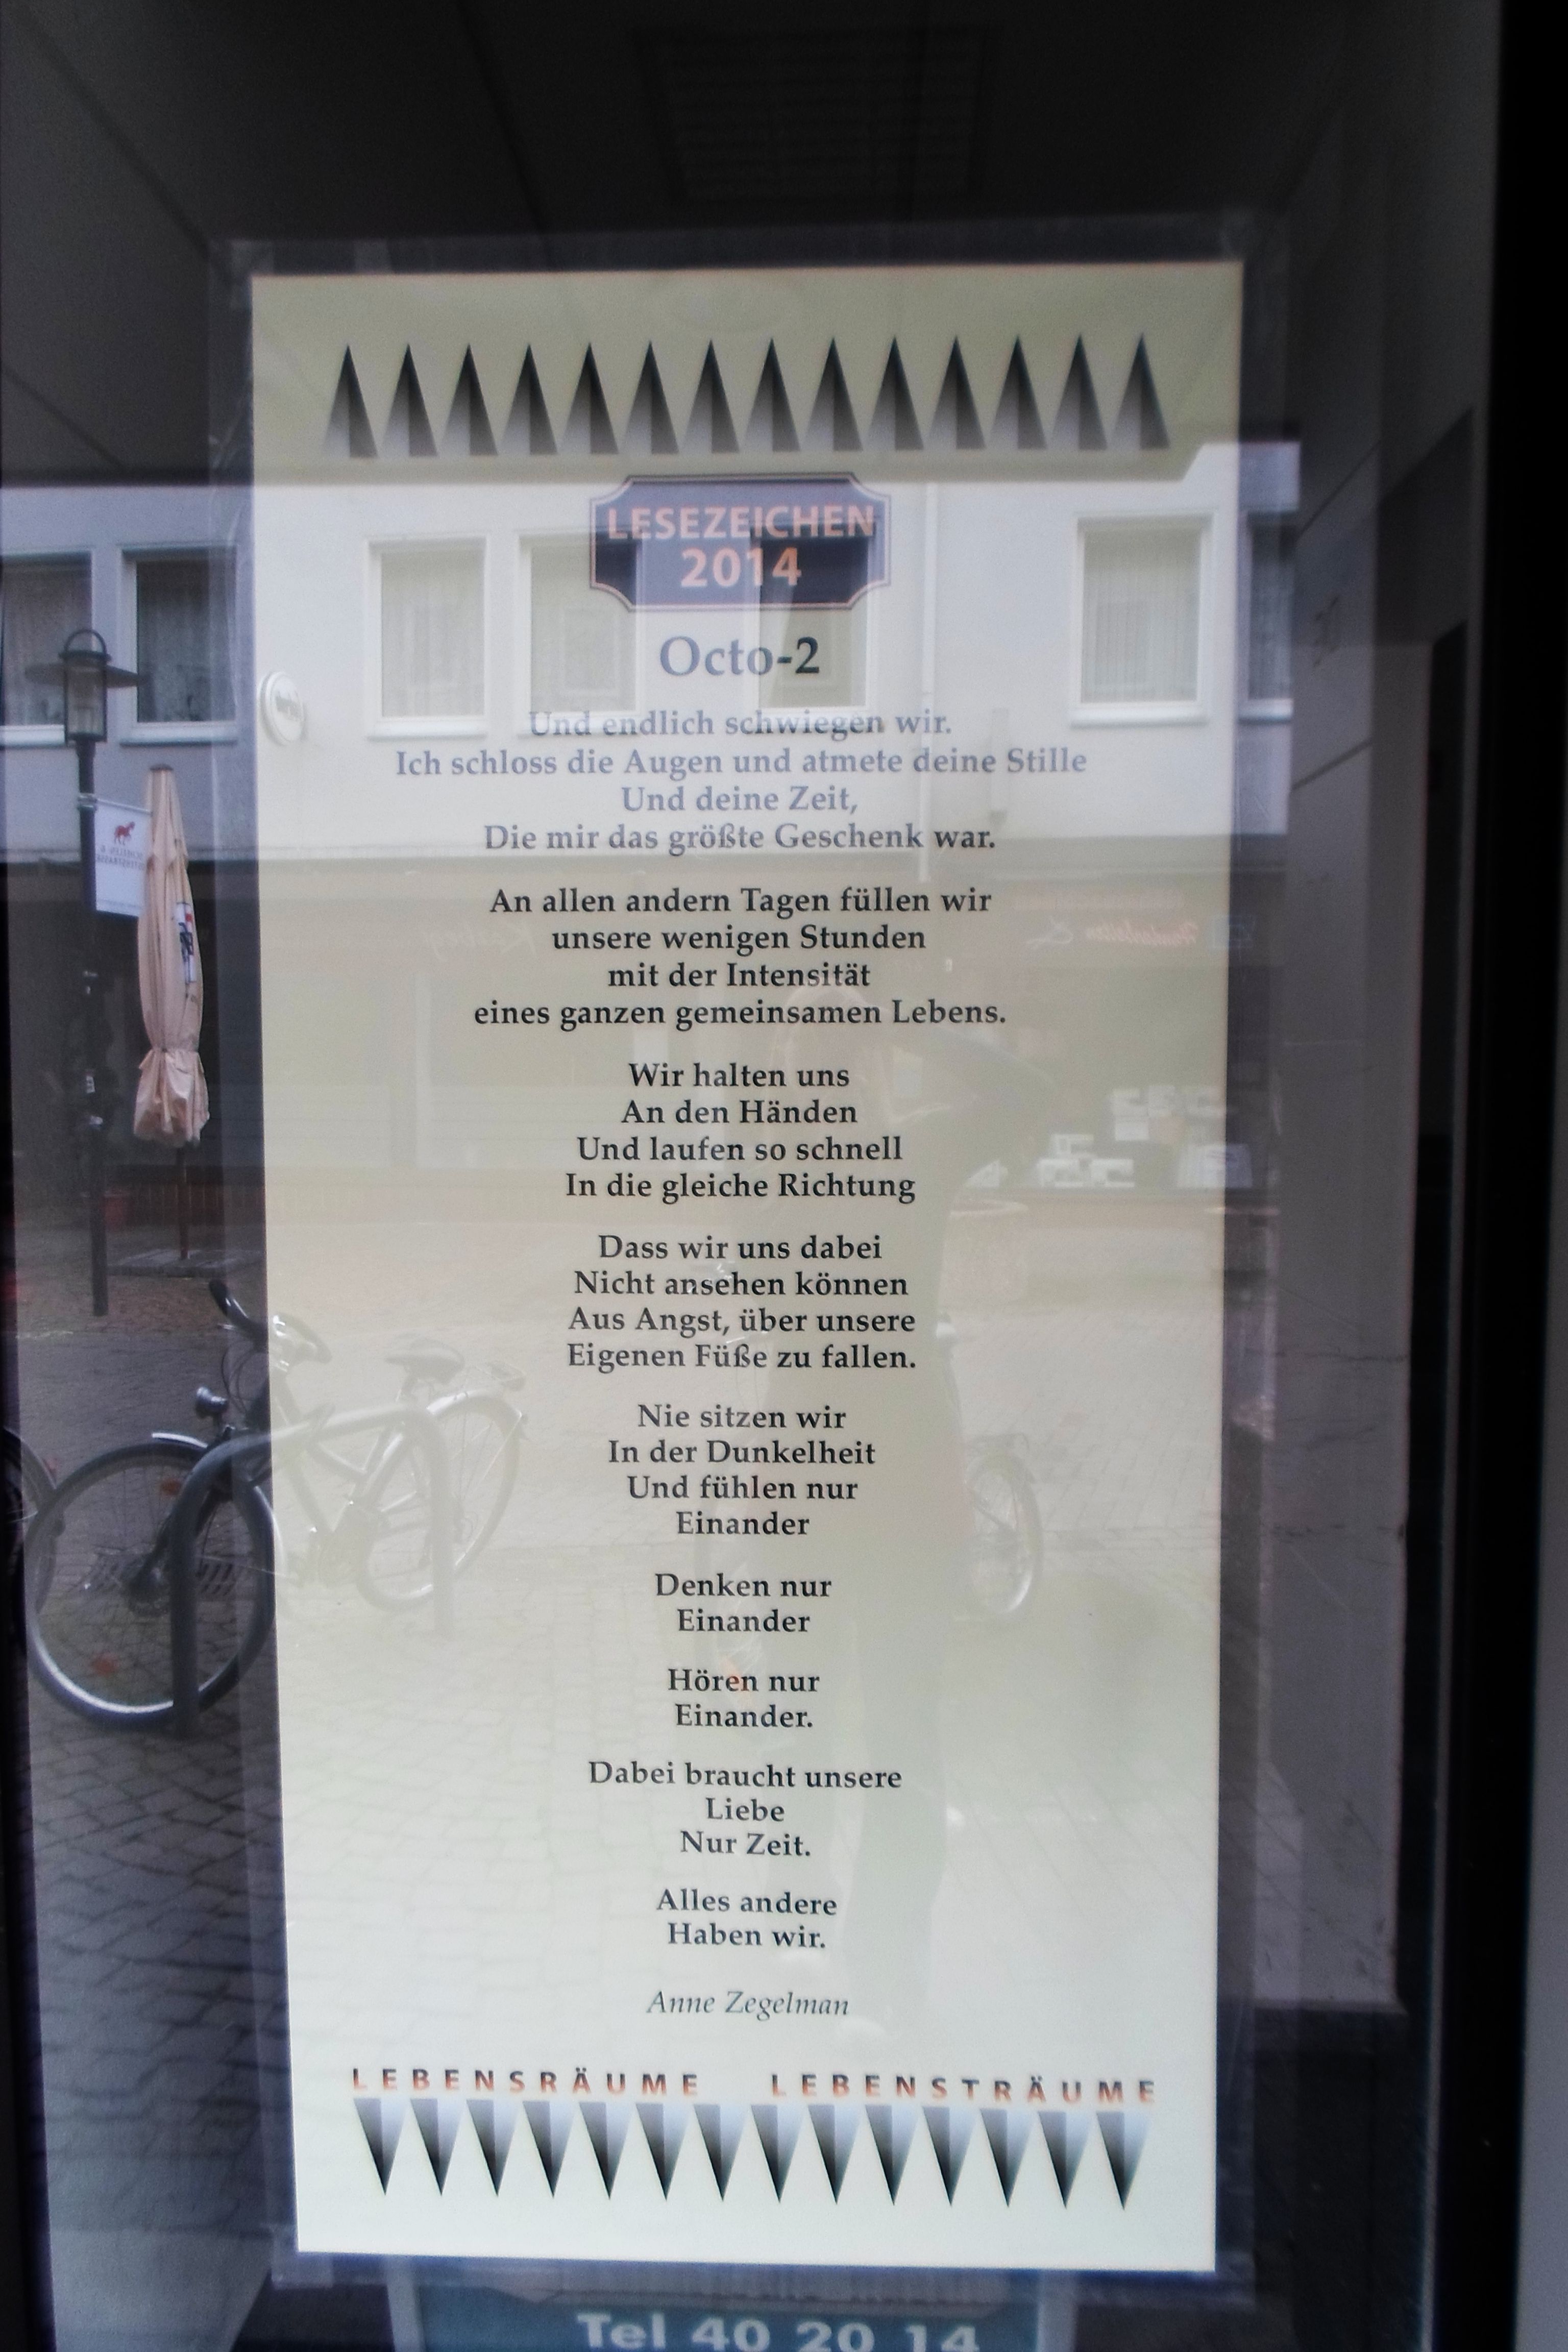 LESEZEICHEN
2014
Octo-2
Und endlich schwiegen wir.
Ich schloss die Augen und atmete deine Stille
Und deine Zeit,
Die mir das größte Geschenk war.
An allen andern Tagen füllen wir
unsere wenigen Stunden
mit der Intensität
eines ganzen gemeinsamen Lebens.
Wir halten uns
An den Händen
Und laufen so schnell
In die gleiche Richtung
Dass wir uns dabei
Nicht ansehen können
Aus Angst, über unsere
Eigenen Füße zu fallen.
Nie sitzen wir
In der Dunkelheit
Und fühlen nur
Einander
Denken nur
Einander
Hören nur
Einander.
Dabei braucht unsere
Liebe
Nur Zeit.
Alles andere
Haben wir.
Anne Zegelman
LEBENSRÄUME LEBENSTRÄUME
Tel 40 20 14